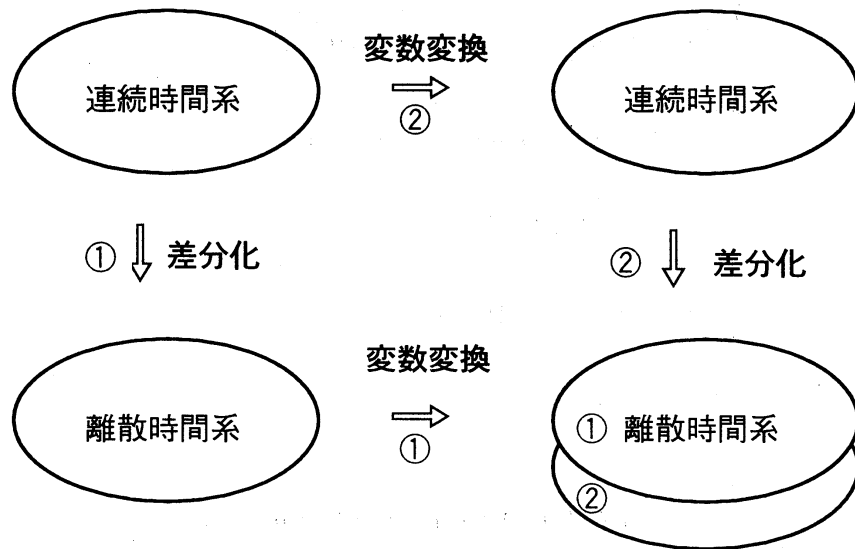 変数変換
連続時間系
②
連続時間系
① 差分化
② 差分化
変数変換
離散時間系
①
① 離散時間系
②